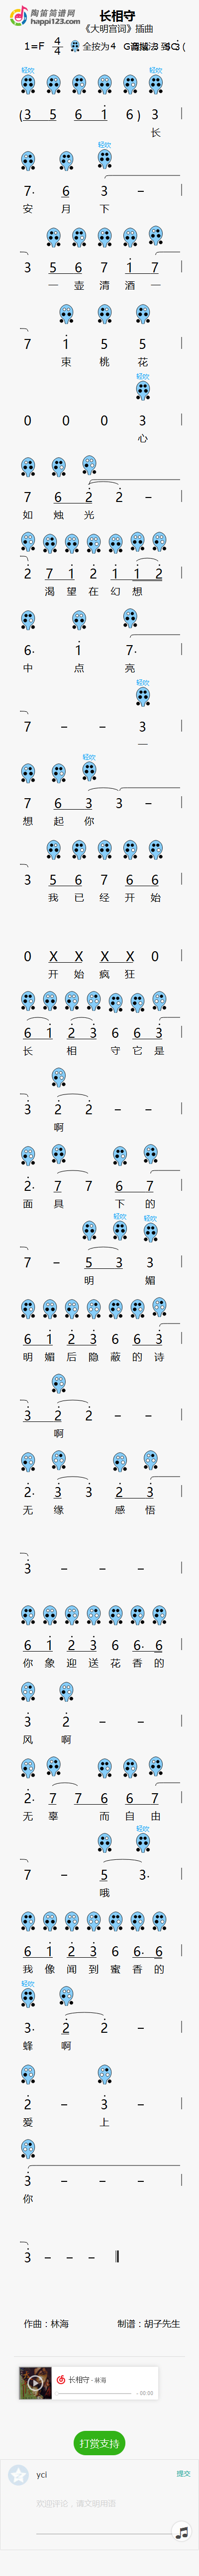 陶笛简谱网
happi123.com
长相守
《大明宫词》插曲
1=F 4/4 全按为4
轻吹
(3 5 6 1 6) 3
长
轻吹
7· 6 3 –
安 月 下
3 5 6 7 1 7
一 壶 清 酒 一
7 1 5 5
束 桃 花
轻吹
0 0 0 3
心
7 6 2 2 –
如 烛 光
2 7 1 2 1 1 2
渴 望 在 幻 想
6· 1 7·
中 点 亮
轻吹
7 – – 3
一
轻吹
7 6 3 3 –
想 起 你
3 5 6 7 6 6
我 已 经 开 始
0 X X X X 0
开 始 疯 狂
6 1 2 3 6 6 3
长 相 守 它 是
3 2 2 – –
啊
2· 7 7 6 7
面 具 下 的
轻吹 轻吹
7 – 5 3 3
明 媚
6 1 2 3 6 6 3
明 媚 后 隐 蔽 的 诗
3 2 2 – –
啊
2· 3 3 2 3
无 缘 感 悟
3 – – –
6 1 2 3 6 6· 6
你 象 迎 送 花 香 的
3 2 – –
风 啊
2· 7 7 6 6 7
无 辜 而 自 由
轻吹
7 – 5 3·
哦
6 1 2 3 6 6· 6
我 像 闻 到 蜜 香 的
轻吹
3· 2 2 –
蜂 啊
2 – 3 –
爱 上
3 – – –
你
3 – – –
作曲：林海 制谱：胡子先生
长相守 - 林海
00:00
打赏支持
yci 提交
欢迎评论，请文明用语